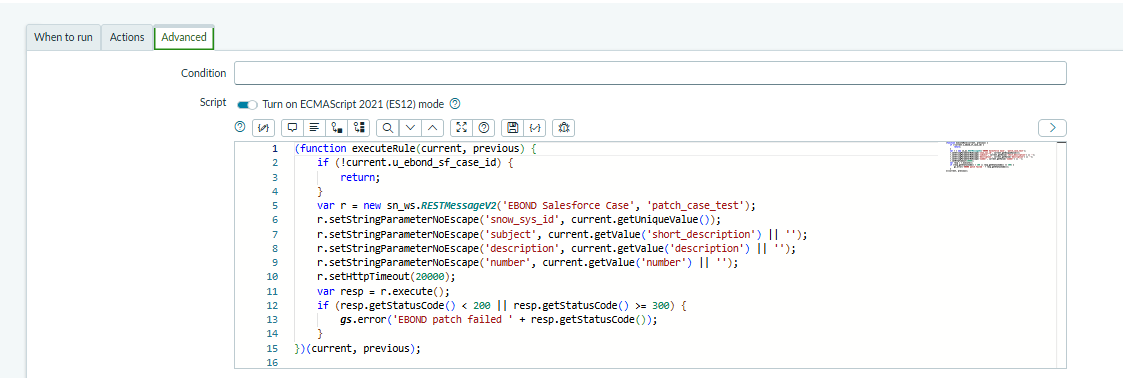 When to run Actions Advanced
Condition
Script Turn on ECMAScript 2021 (ES12) mode
1 (function executeRule(current, previous) {
2 if (!current.u_ebond_sf_case_id) {
3 return;
4 }
5 var r = new sn_ws.RESTMessageV2('EBOND Salesforce Case', 'patch_case_test');
6 r.setStringParameterNoEscape('snow_sys_id', current.getUniqueValue());
7 r.setStringParameterNoEscape('subject', current.getValue('short_description') || '');
8 r.setStringParameterNoEscape('description', current.getValue('description') || '');
9 r.setStringParameterNoEscape('number', current.getValue('number') || '');
10 r.setHttpTimeout(20000);
11 var resp = r.execute();
12 if (resp.getStatusCode() < 200 || resp.getStatusCode() >= 300) {
13 gs.error('EBOND patch failed ' + resp.getStatusCode());
14 }
15 })(current, previous);
16